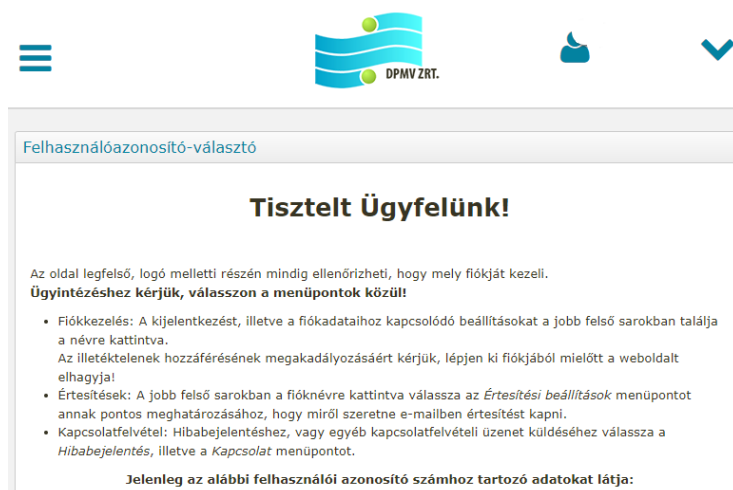 DPMV ZRT.
Felhasználóazonosító-választó
Tisztelt Ügyfelünk!
Az oldal legfelső, logó melletti részén mindig ellenőrizheti, hogy mely fiókját kezeli.
Ügyintézéshez kérjük, válasszon a menüpontok közül!
• Fiókkezelés: A kijelentkezést, illetve a fiókadataihoz kapcsolódó beállításokat a jobb felső sarokban találja
a névre kattintva.
Az illetéktelenek hozzáférésének megakadályozásáért kérjük, lépjen ki fiókjából mielőtt a weboldalt
elhagyja!
• Értesítések: A jobb felső sarokban a fióknévre kattintva válassza az Értesítési beállítások menüpontot
annak pontos meghatározásához, hogy miről szeretne e-mailben értesítést kapni.
• Kapcsolatfelvétel: Hibabejelentéshez, vagy egyéb kapcsolatfelvételi üzenet küldéséhez válassza a
Hibabejelentés, illetve a Kapcsolat menüpontot.
Jelenleg az alábbi felhasználói azonosító számhoz tartozó adatokat látja: